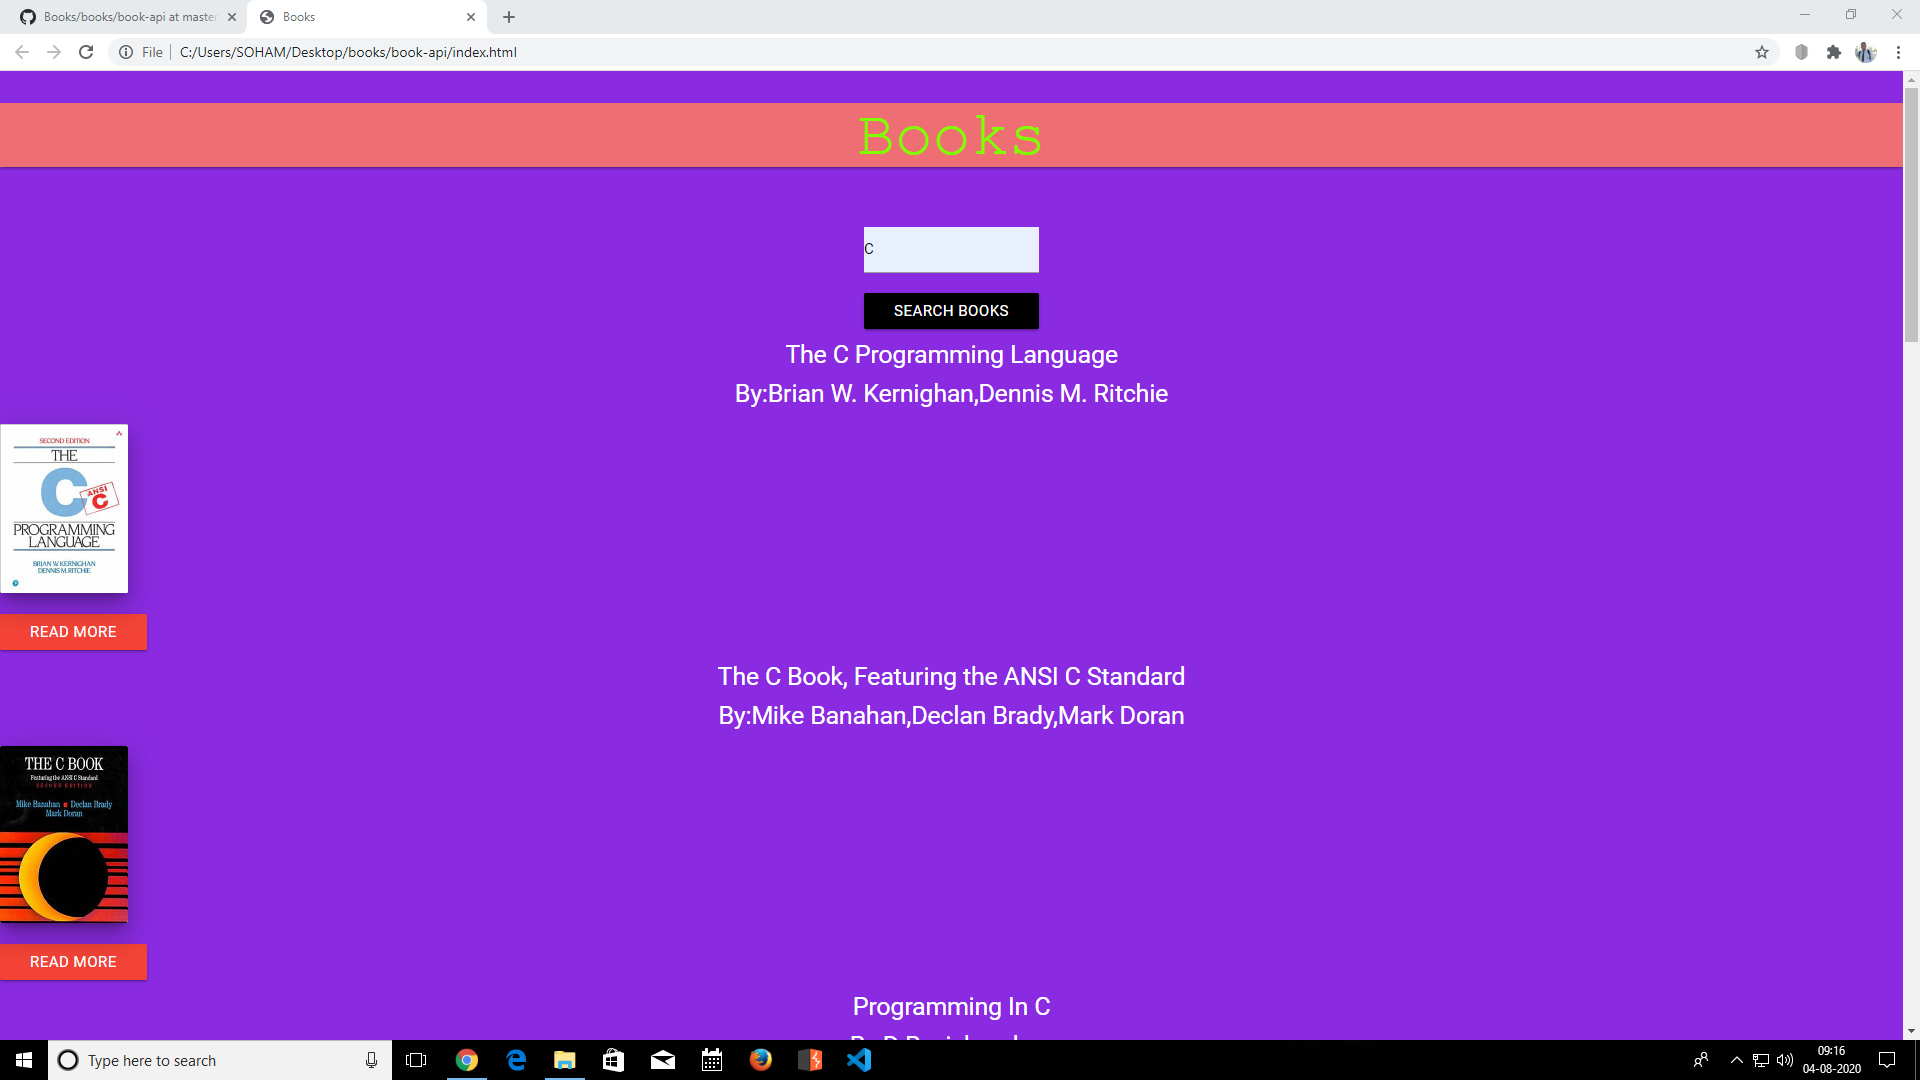 Books/books/book-api at master
Books
File
C:/Users/SOHAM/Desktop/books/book-api/index.html
Books
C
SEARCH BOOKS
The C Programming Language
By:Brian W. Kernighan,Dennis M. Ritchie
SECOND EDITION
THE
C
ANSI
C
PROGRAMMING
LANGUAGE
BRIAN W. KERNIGHAN
DENNIS M. RITCHIE
READ MORE
The C Book, Featuring the ANSI C Standard
By:Mike Banahan,Declan Brady,Mark Doran
THE C BOOK
Featuring the ANSI C Standard
SECOND EDITION
Mike Banahan Declan Brady
Mark Doran
READ MORE
Programming In C
Type here to search
09:16
04-08-2020